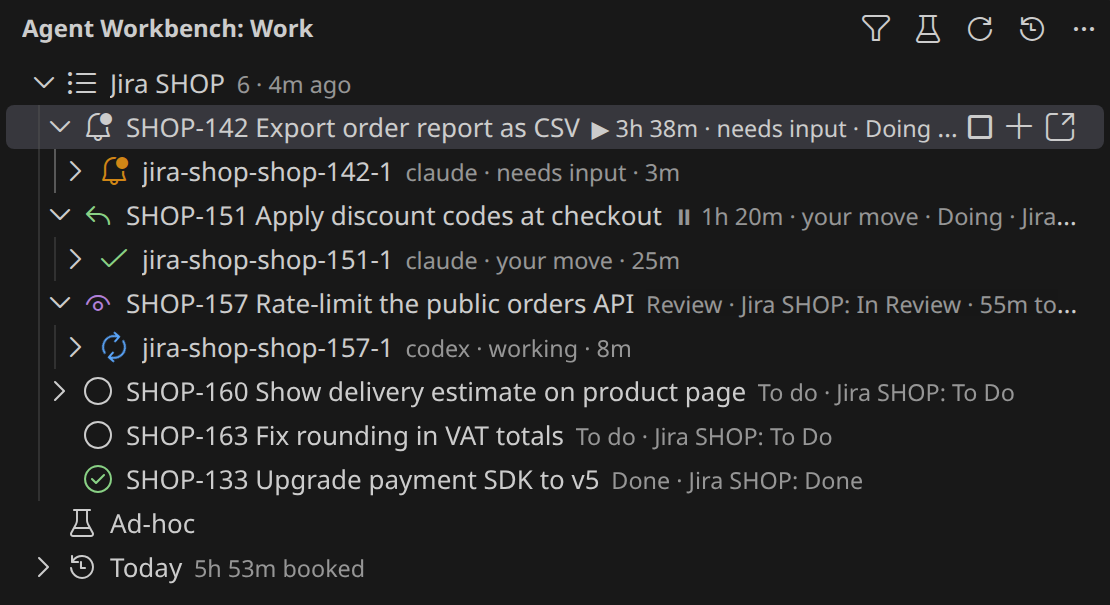 Agent Workbench: Work
Jira SHOP 6 · 4m ago
SHOP-142 Export order report as CSV ▶ 3h 38m · needs input · Doing ...
jira-shop-shop-142-1 claude · needs input · 3m
SHOP-151 Apply discount codes at checkout ⏸ 1h 20m · your move · Doing · Jira...
jira-shop-shop-151-1 claude · your move · 25m
SHOP-157 Rate-limit the public orders API Review · Jira SHOP: In Review · 55m to...
jira-shop-shop-157-1 codex · working · 8m
SHOP-160 Show delivery estimate on product page To do · Jira SHOP: To Do
SHOP-163 Fix rounding in VAT totals To do · Jira SHOP: To Do
SHOP-133 Upgrade payment SDK to v5 Done · Jira SHOP: Done
Ad-hoc
Today 5h 53m booked